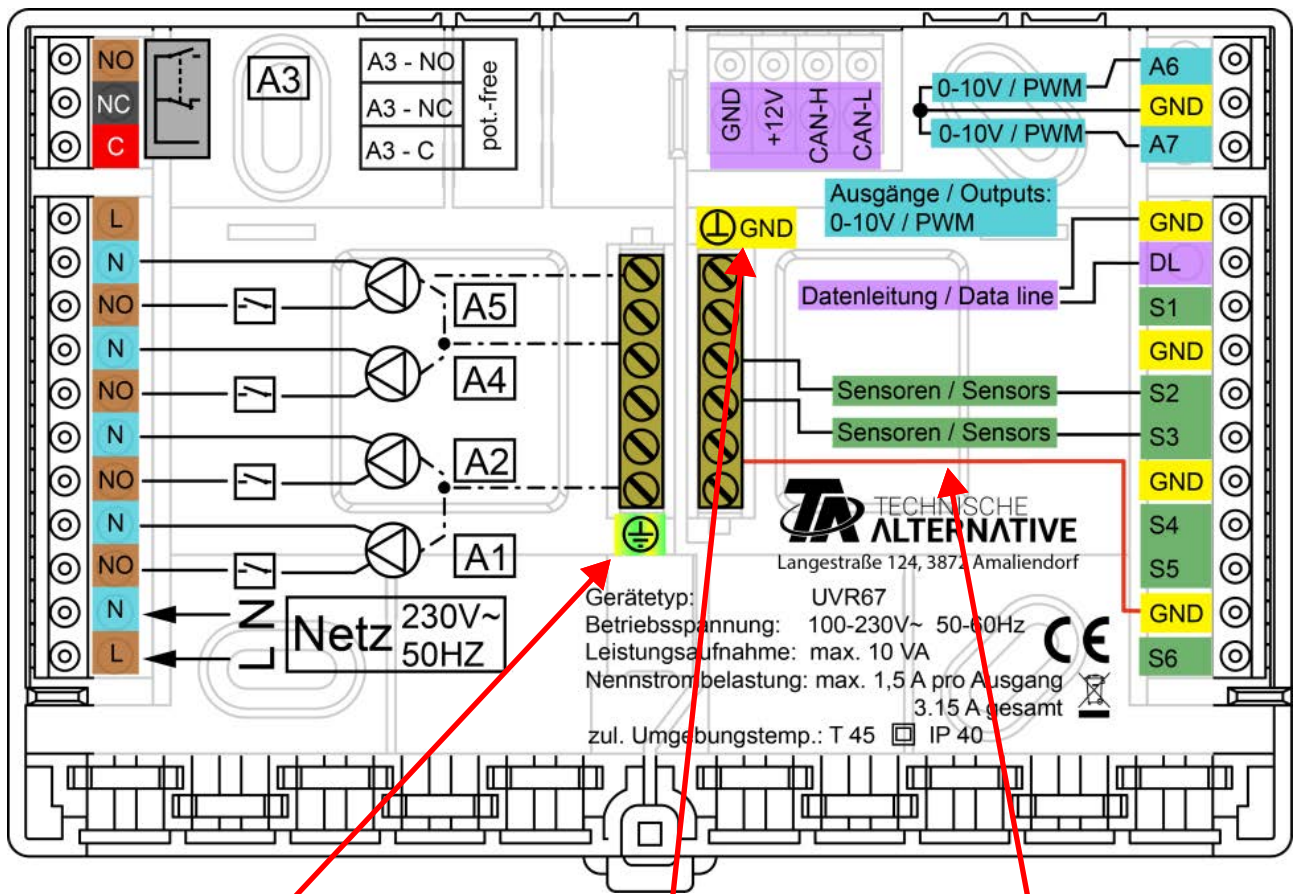 NO
NC
C
A3
A3 - NO
A3 - NC
A3 - C
pot.-free
GND
+12V
CAN-H
CAN-L
0-10V / PWM
0-10V / PWM
A6
GND
A7
Ausgänge / Outputs:
0-10V / PWM
L
N
NO
N
NO
N
NO
N
NO
N
L
A5
A4
A2
A1
L N
Netz
230V~
50HZ
GND
Datenleitung / Data line
Sensoren / Sensors
Sensoren / Sensors
GND
DL
S1
GND
S2
S3
GND
S4
S5
GND
S6
TA TECHNISCHE
ALTERNATIVE
Langestraße 124, 3872 Amaliendorf
Gerätetyp: UVR67
Betriebsspannung: 100-230V~ 50-60Hz
Leistungsaufnahme: max. 10 VA
Nennstrombelastung: max. 1,5 A pro Ausgang
3.15 A gesamt
zul. Umgebungstemp.: T 45 IP 40
CE